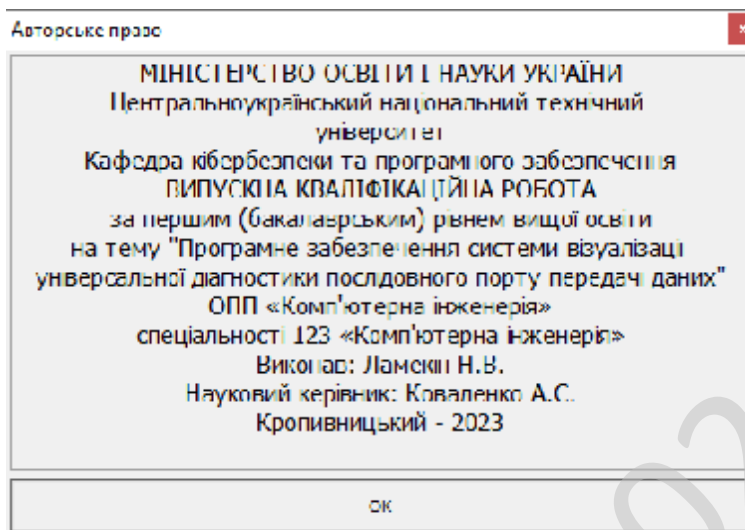 Авторське право
МІНІСТЕРСТВО ОСВІТИ І НАУКИ УКРАЇНИ
Центральноукраїнський національний технічний
університет
Кафедра кібербезпеки та програмного забезпечення
ВИПУСКНА КВАЛІФІКАЦІЙНА РОБОТА
за першим (бакалаврським) рівнем вищої освіти
на тему "Програмне забезпечення системи візуалізації
універсальної діагностики послідовного порту передачі даних"
ОПП «Комп'ютерна інженерія»
спеціальності 123 «Комп'ютерна інженерія»
Виконав: Ламекін Н.В.
Науковий керівник: Коваленко А.С.
Кропивницький - 2023
ОК